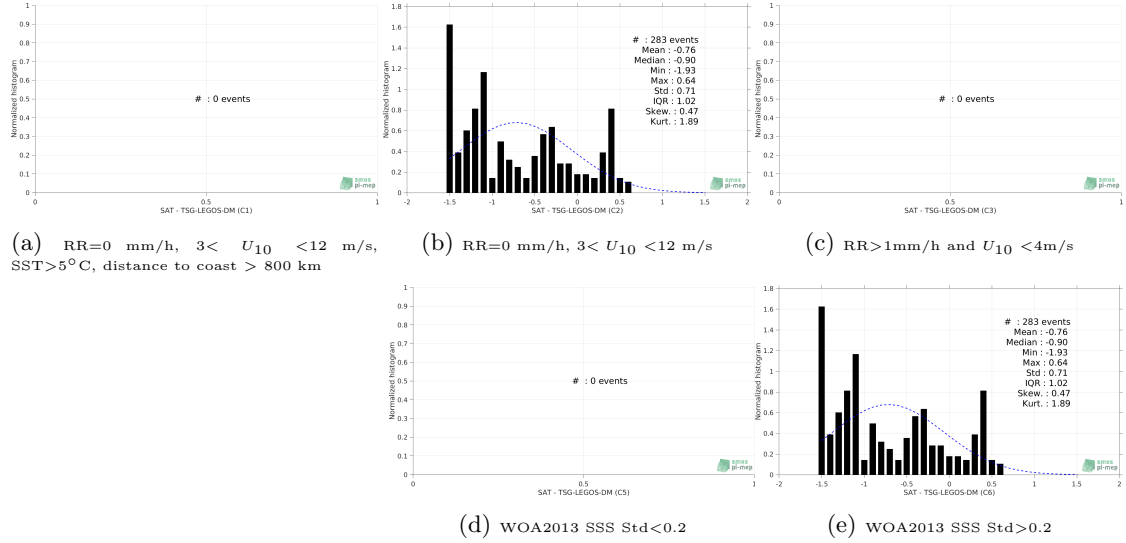 1
0.9
0.8
0.7
0.6
0.5
0.4
0.3
0.2
0.1
0
Normalized histogram
# : 0 events
smos
pi-mep
0 0.5 1
SAT - TSG-LEGOS-DM (C1)
(a) RR=0 mm/h, 3< U10 <12 m/s,
SST>5°C, distance to coast > 800 km
1.8
1.6
1.4
1.2
1
0.8
0.6
0.4
0.2
0
Normalized histogram
# : 283 events
Mean : -0.76
Median : -0.90
Min : -1.93
Max : 0.64
Std : 0.71
IQR : 1.02
Skew. : 0.47
Kurt. : 1.89
smos
pi-mep
-2 -1.5 -1 -0.5 0 0.5 1 1.5 2
SAT - TSG-LEGOS-DM (C2)
(b) RR=0 mm/h, 3< U10 <12 m/s
1
0.9
0.8
0.7
0.6
0.5
0.4
0.3
0.2
0.1
0
Normalized histogram
# : 0 events
smos
pi-mep
0 0.5 1
SAT - TSG-LEGOS-DM (C3)
(c) RR>1mm/h and U10 <4m/s
1
0.9
0.8
0.7
0.6
0.5
0.4
0.3
0.2
0.1
0
Normalized histogram
# : 0 events
smos
pi-mep
0 0.5 1
SAT - TSG-LEGOS-DM (C5)
(d) WOA2013 SSS Std<0.2
1.8
1.6
1.4
1.2
1
0.8
0.6
0.4
0.2
0
Normalized histogram
# : 283 events
Mean : -0.76
Median : -0.90
Min : -1.93
Max : 0.64
Std : 0.71
IQR : 1.02
Skew. : 0.47
Kurt. : 1.89
smos
pi-mep
-2 -1.5 -1 -0.5 0 0.5 1 1.5 2
SAT - TSG-LEGOS-DM (C6)
(e) WOA2013 SSS Std>0.2